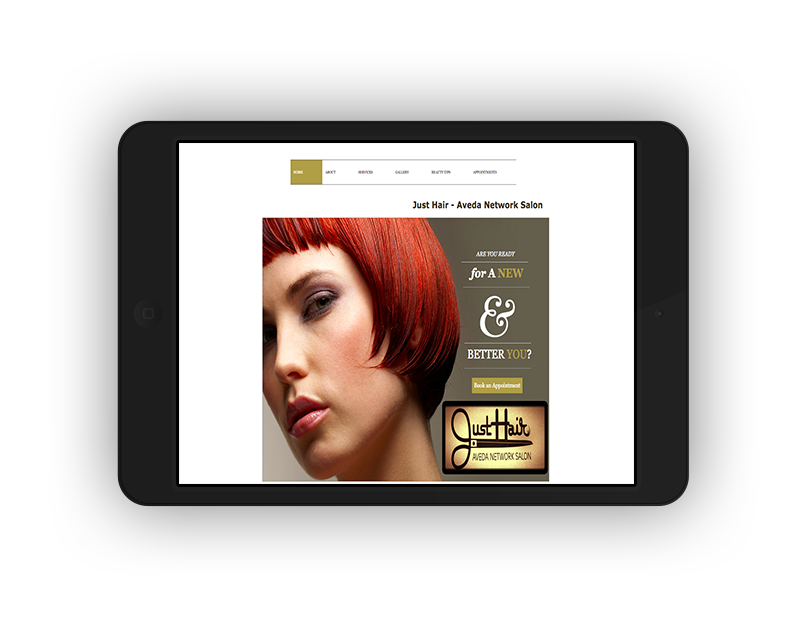 HOME ABOUT SERVICES GALLERY BEAUTY TIPS APPOINTMENTS
Just Hair - Aveda Network Salon
ARE YOU READY
for A NEW
&
BETTER YOU?
Book an Appointment
Just Hair
AVEDA NETWORK SALON